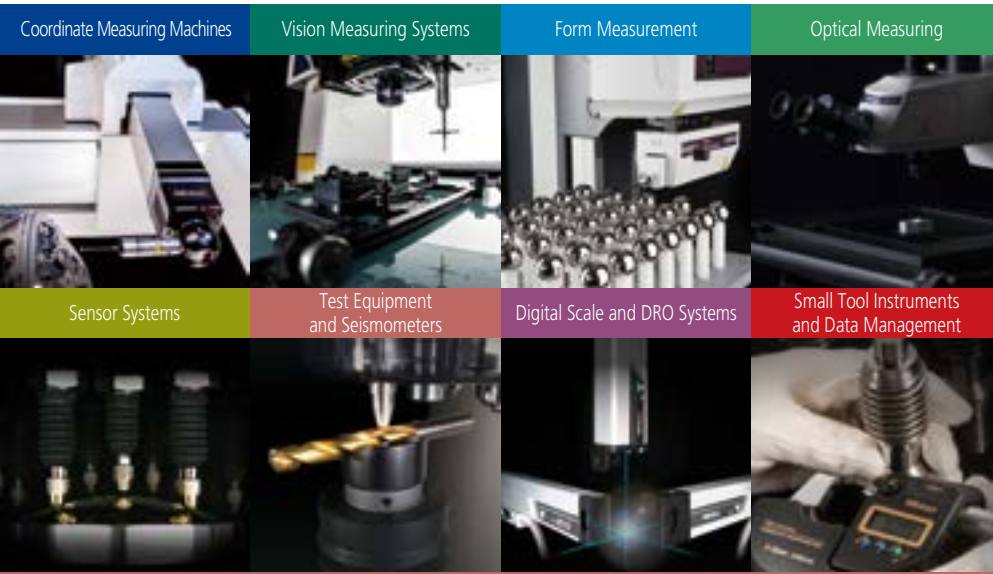 Coordinate Measuring Machines
Vision Measuring Systems
Form Measurement
Optical Measuring
Sensor Systems
Test Equipment
and Seismometers
Digital Scale and DRO Systems
Small Tool Instruments
and Data Management